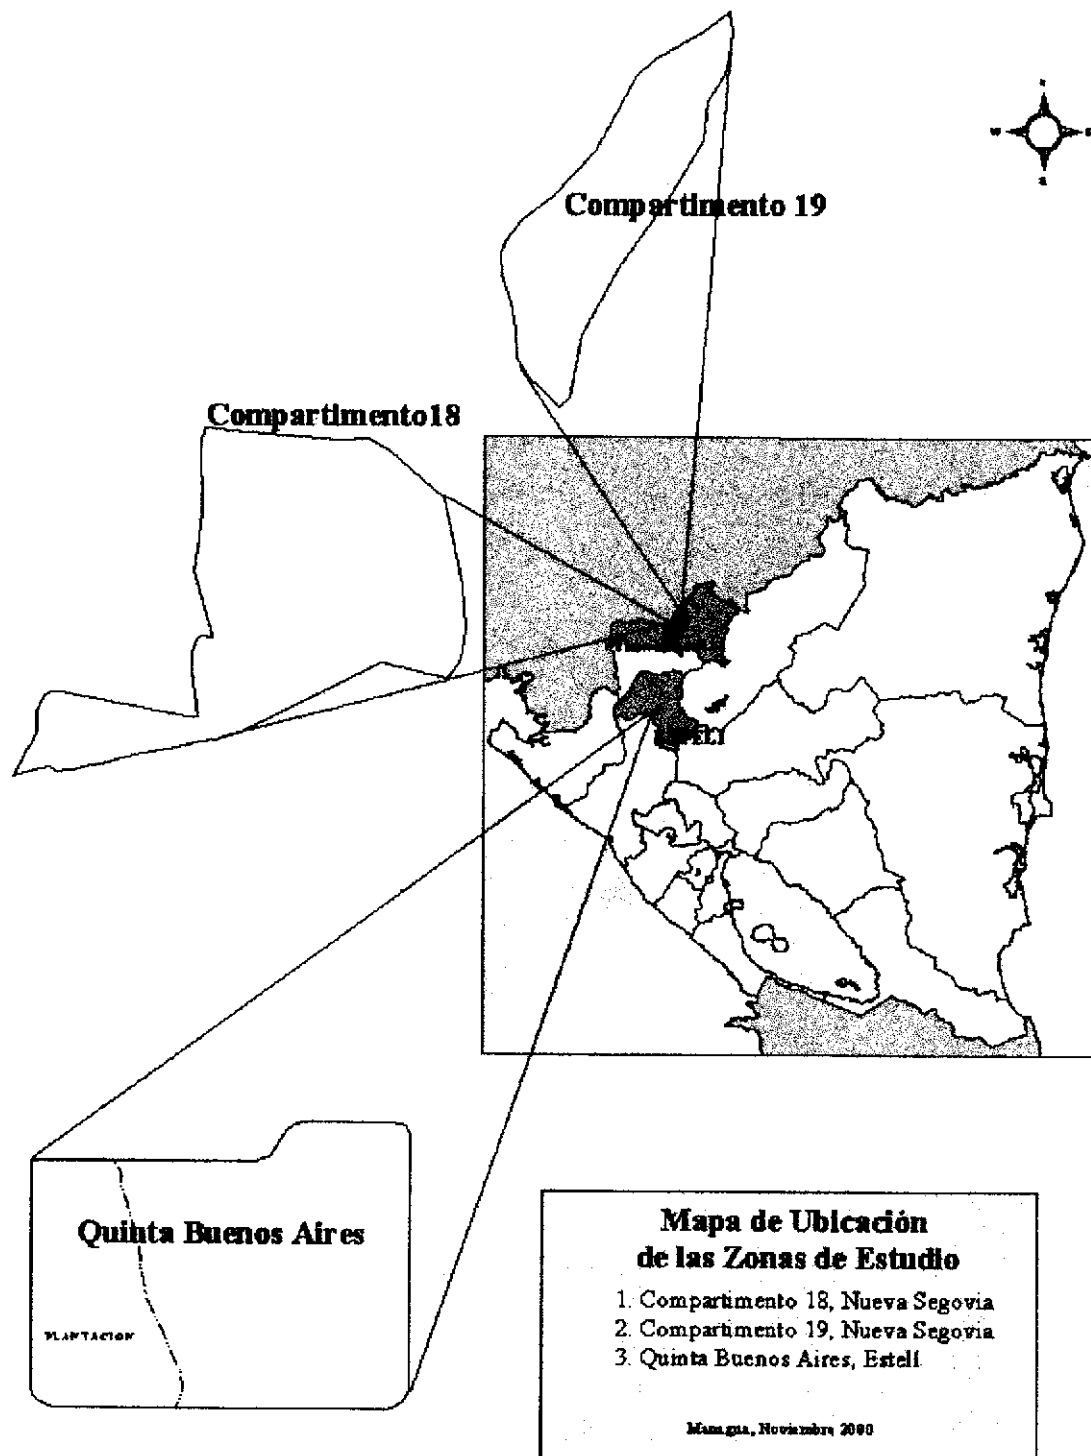 N
W E
S
Compartimento 19
Compartimento18
Quinta Buenos Aires
PLANTACION
Mapa de Ubicación
de las Zonas de Estudio
1. Compartimento 18, Nueva Segovia
2. Compartimento 19, Nueva Segovia
3. Quinta Buenos Aires, Estelí
Managua, Noviembre 2000